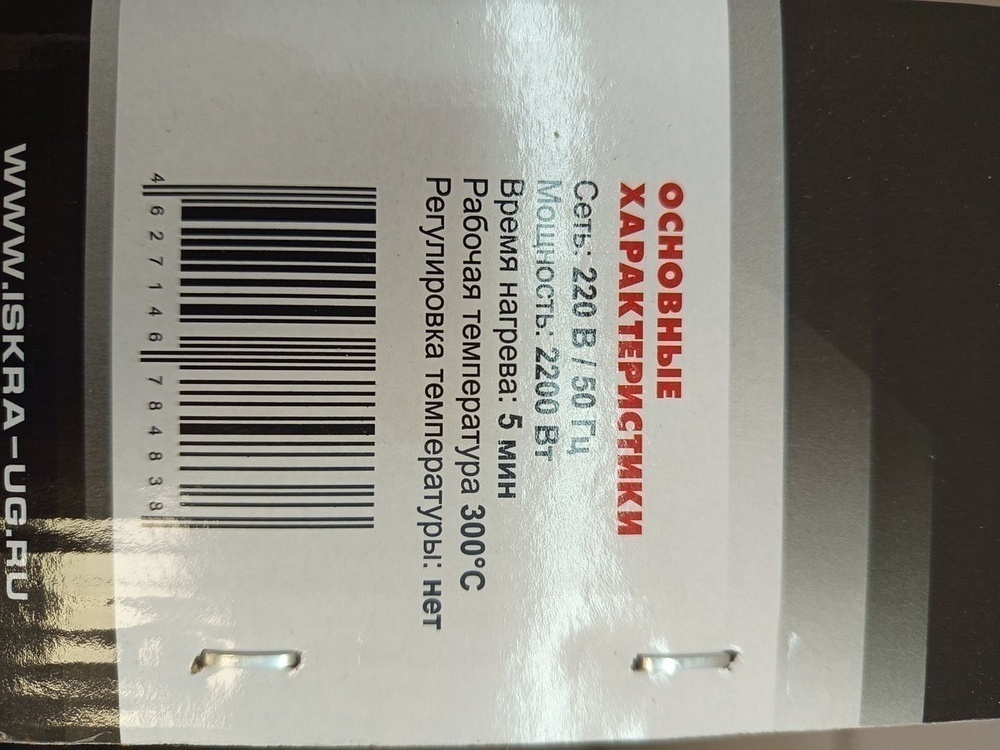 ОСНОВНЫЕ
ХАРАКТЕРИСТИКИ
Сеть: 220 В / 50 Гц
Мощность: 2200 Вт
Время нагрева: 5 мин
Рабочая температура 300°С
Регулировка температуры: нет
4 627146 784838
WWW.ISKRA-UG.RU